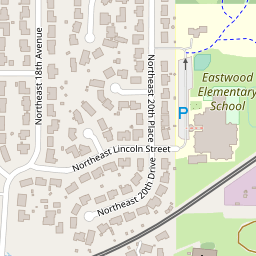 Northeast 18th Avenue
Northeast 20th Place
Eastwood
Elementary
School
P
Northeast Lincoln Street
Northeast 20th Drive